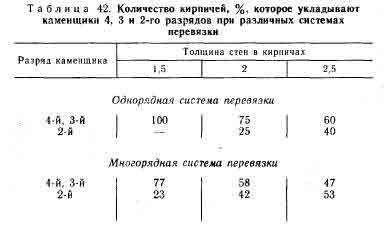 Таблица 42. Количество кирпичей, %, которое укладывают
каменщики 4, 3 и 2-го разрядов при различных системах
перевязки
Разряд каменщика
Толщина стен в кирпичах
1,5 2 2,5
Однорядная система перевязки
4-й, 3-й 100 75 60
2-й — 25 40
Многорядная система перевязки
4-й, 3-й 77 58 47
2-й 23 42 53